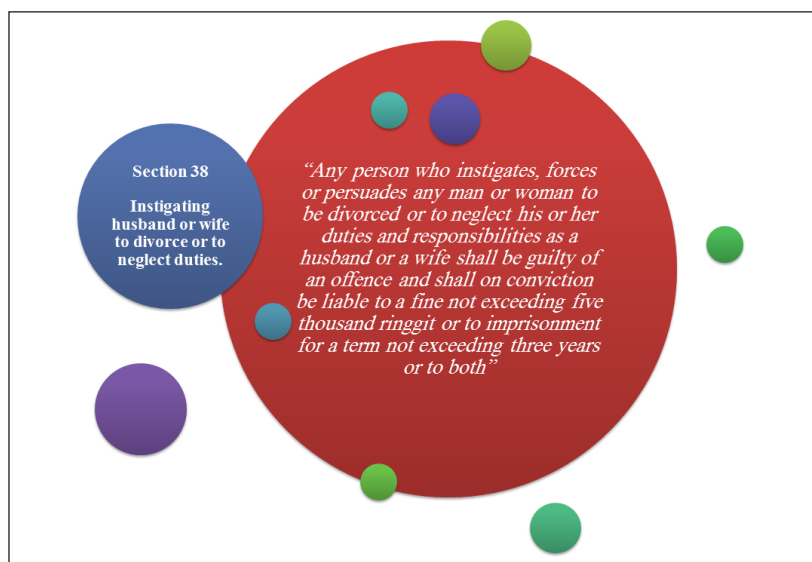 Section 38
Instigating
husband or wife
to divorce or to
neglect duties.
“Any person who instigates, forces
or persuades any man or woman to
be divorced or to neglect his or her
duties and responsibilities as a
husband or a wife shall be guilty of
an offence and shall on conviction
be liable to a fine not exceeding five
thousand ringgit or to imprisonment
for a term not exceeding three years
or to both”